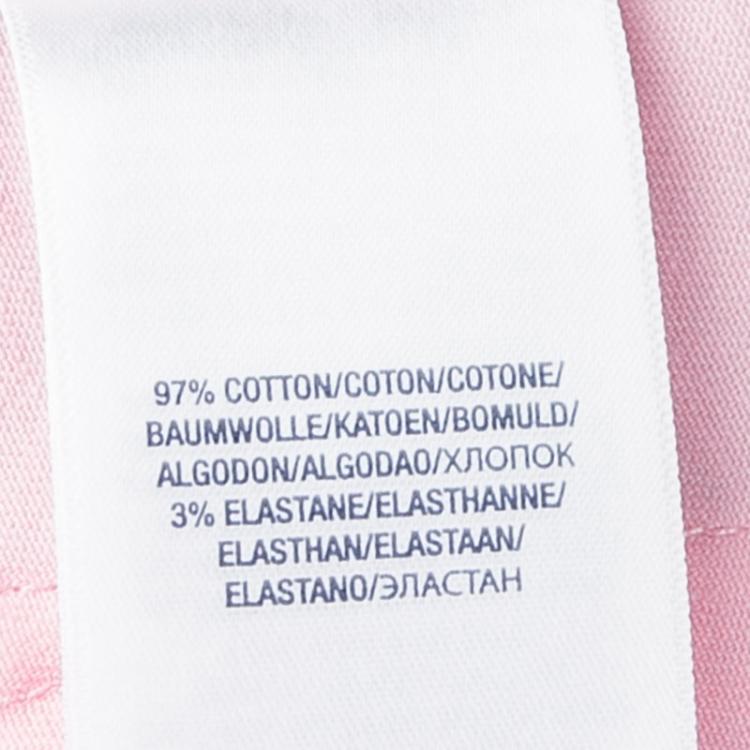 97% COTTON/COTON/COTONE/
BAUMWOLLE/KATOEN/BOMULD/
ALGODON/ALGODAO/ХЛОПОК
3% ELASTANE/ELASTHANNE/
ELASTHAN/ELASTAAN/
ELASTANO/ЭЛАСТАН